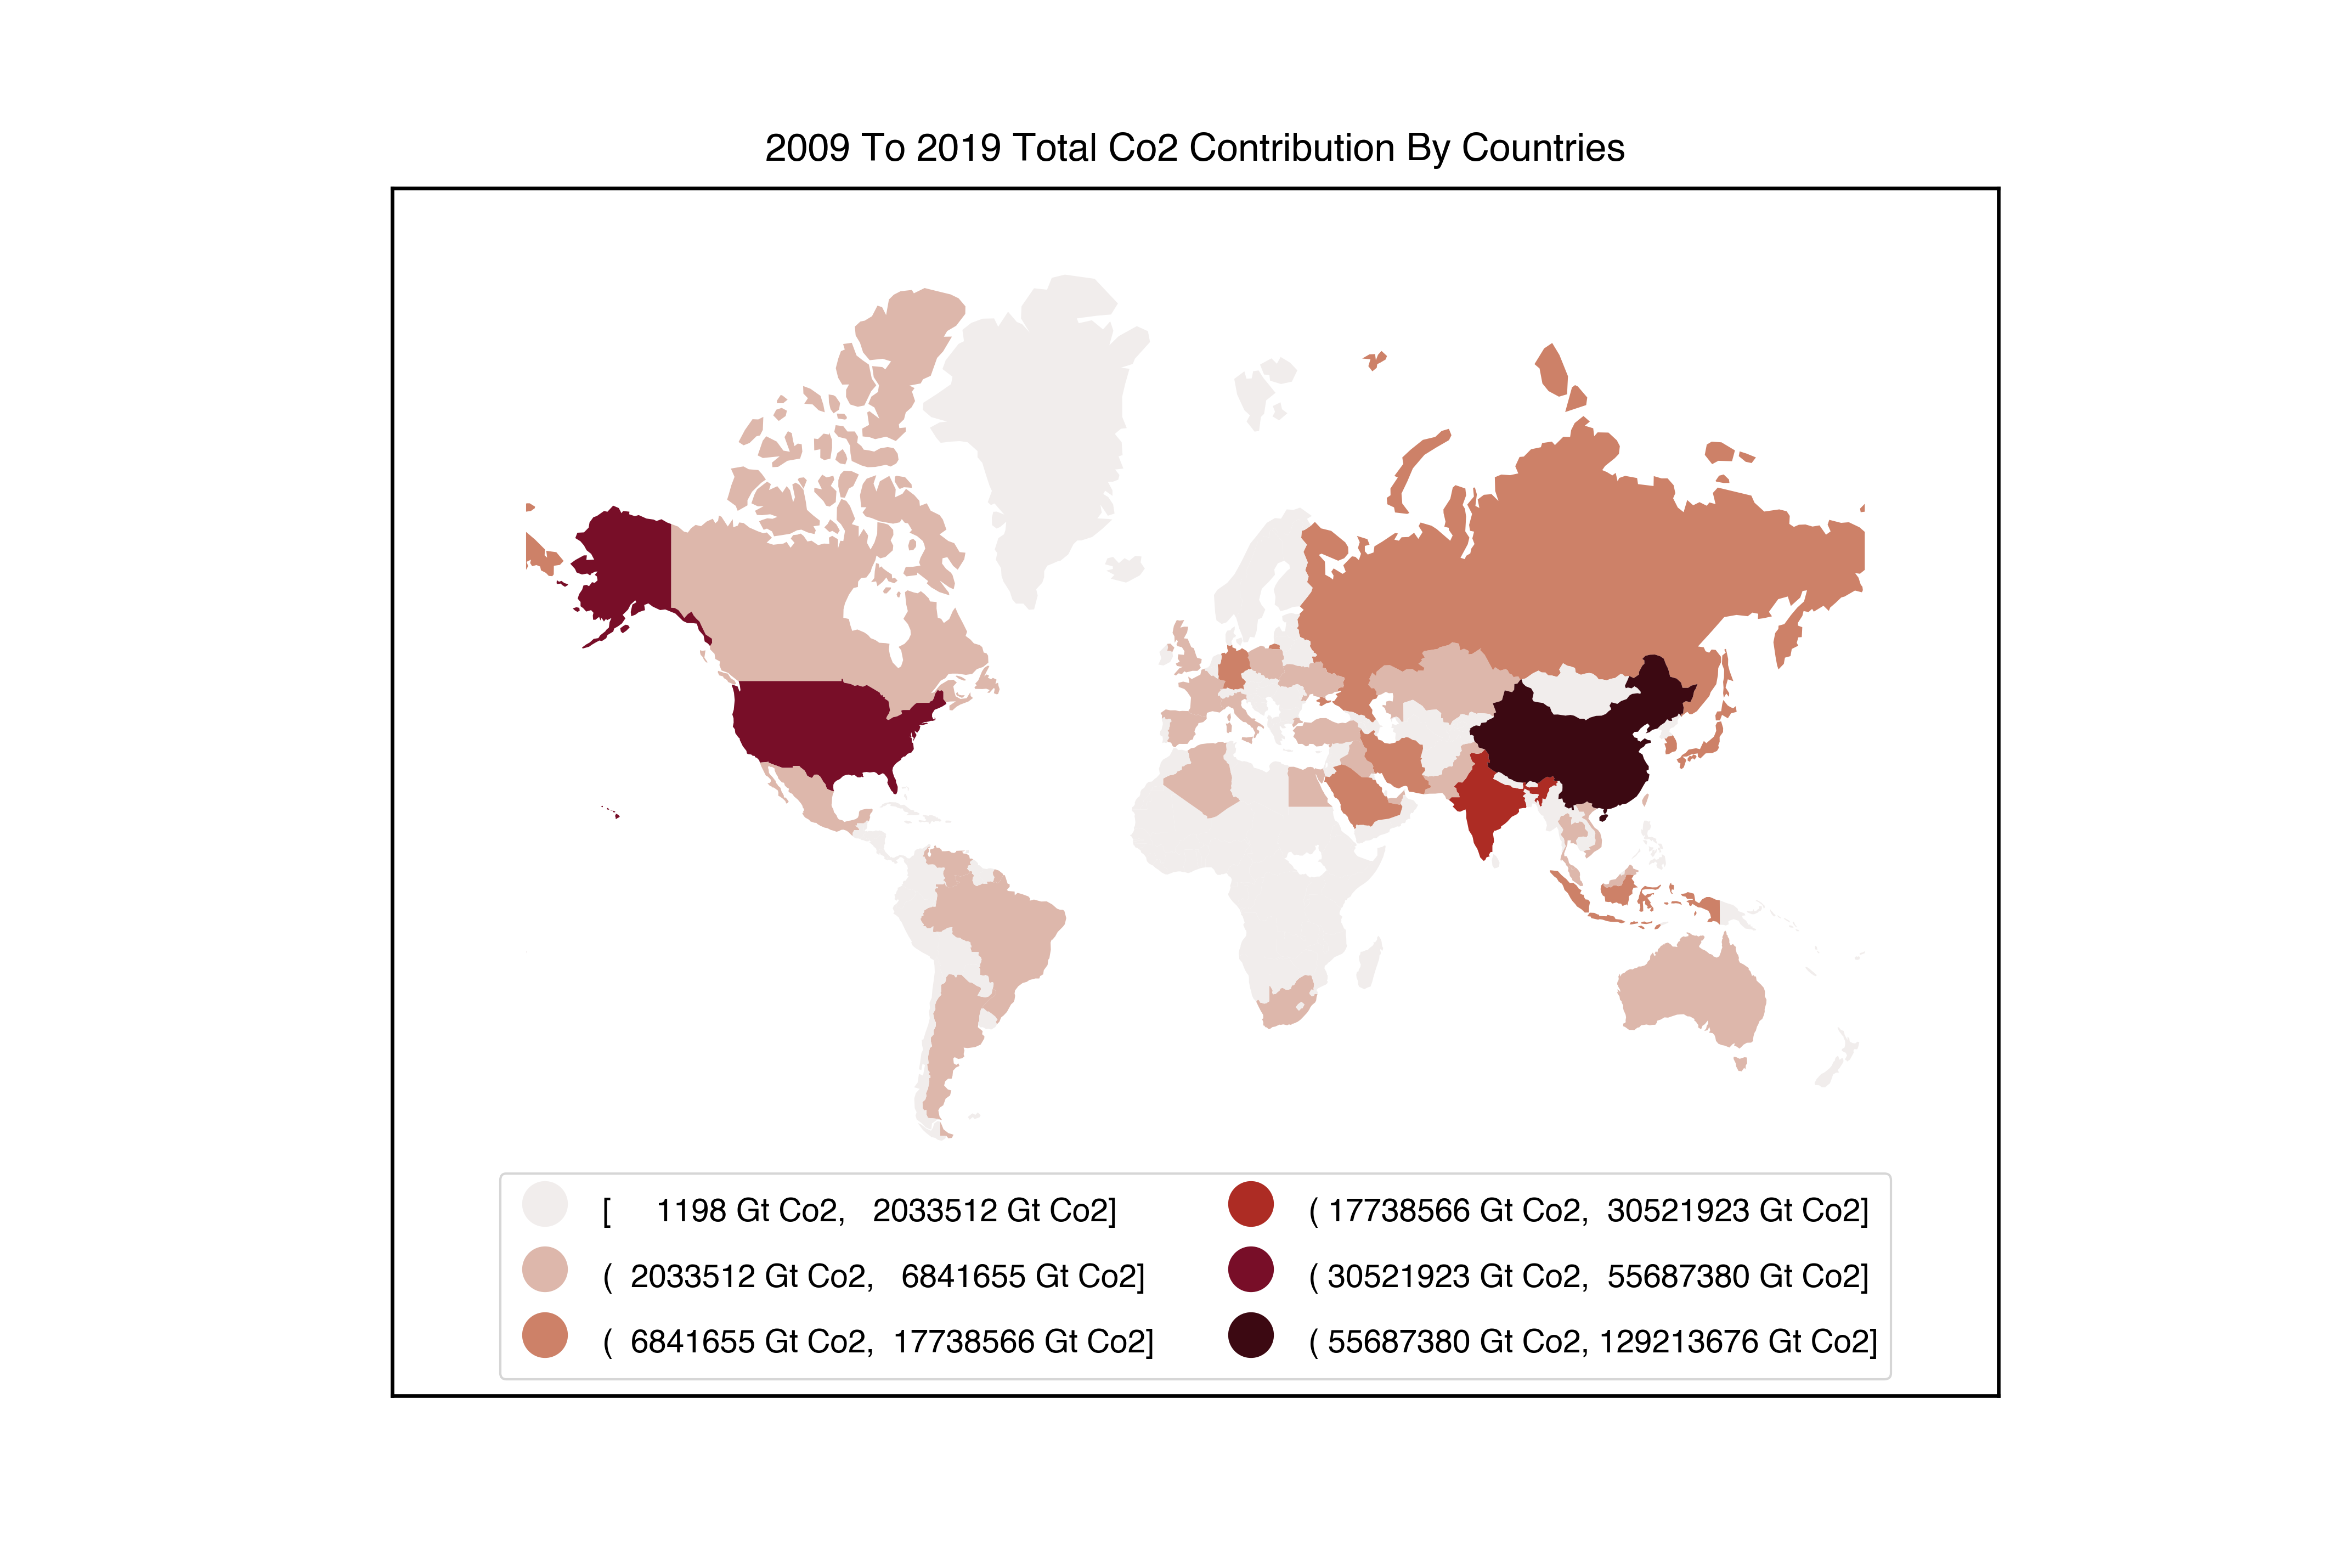 2009 To 2019 Total Co2 Contribution By Countries
[ 1198 Gt Co2, 2033512 Gt Co2]
( 2033512 Gt Co2, 6841655 Gt Co2]
( 6841655 Gt Co2, 17738566 Gt Co2]
( 17738566 Gt Co2, 30521923 Gt Co2]
( 30521923 Gt Co2, 55687380 Gt Co2]
( 55687380 Gt Co2, 129213676 Gt Co2]